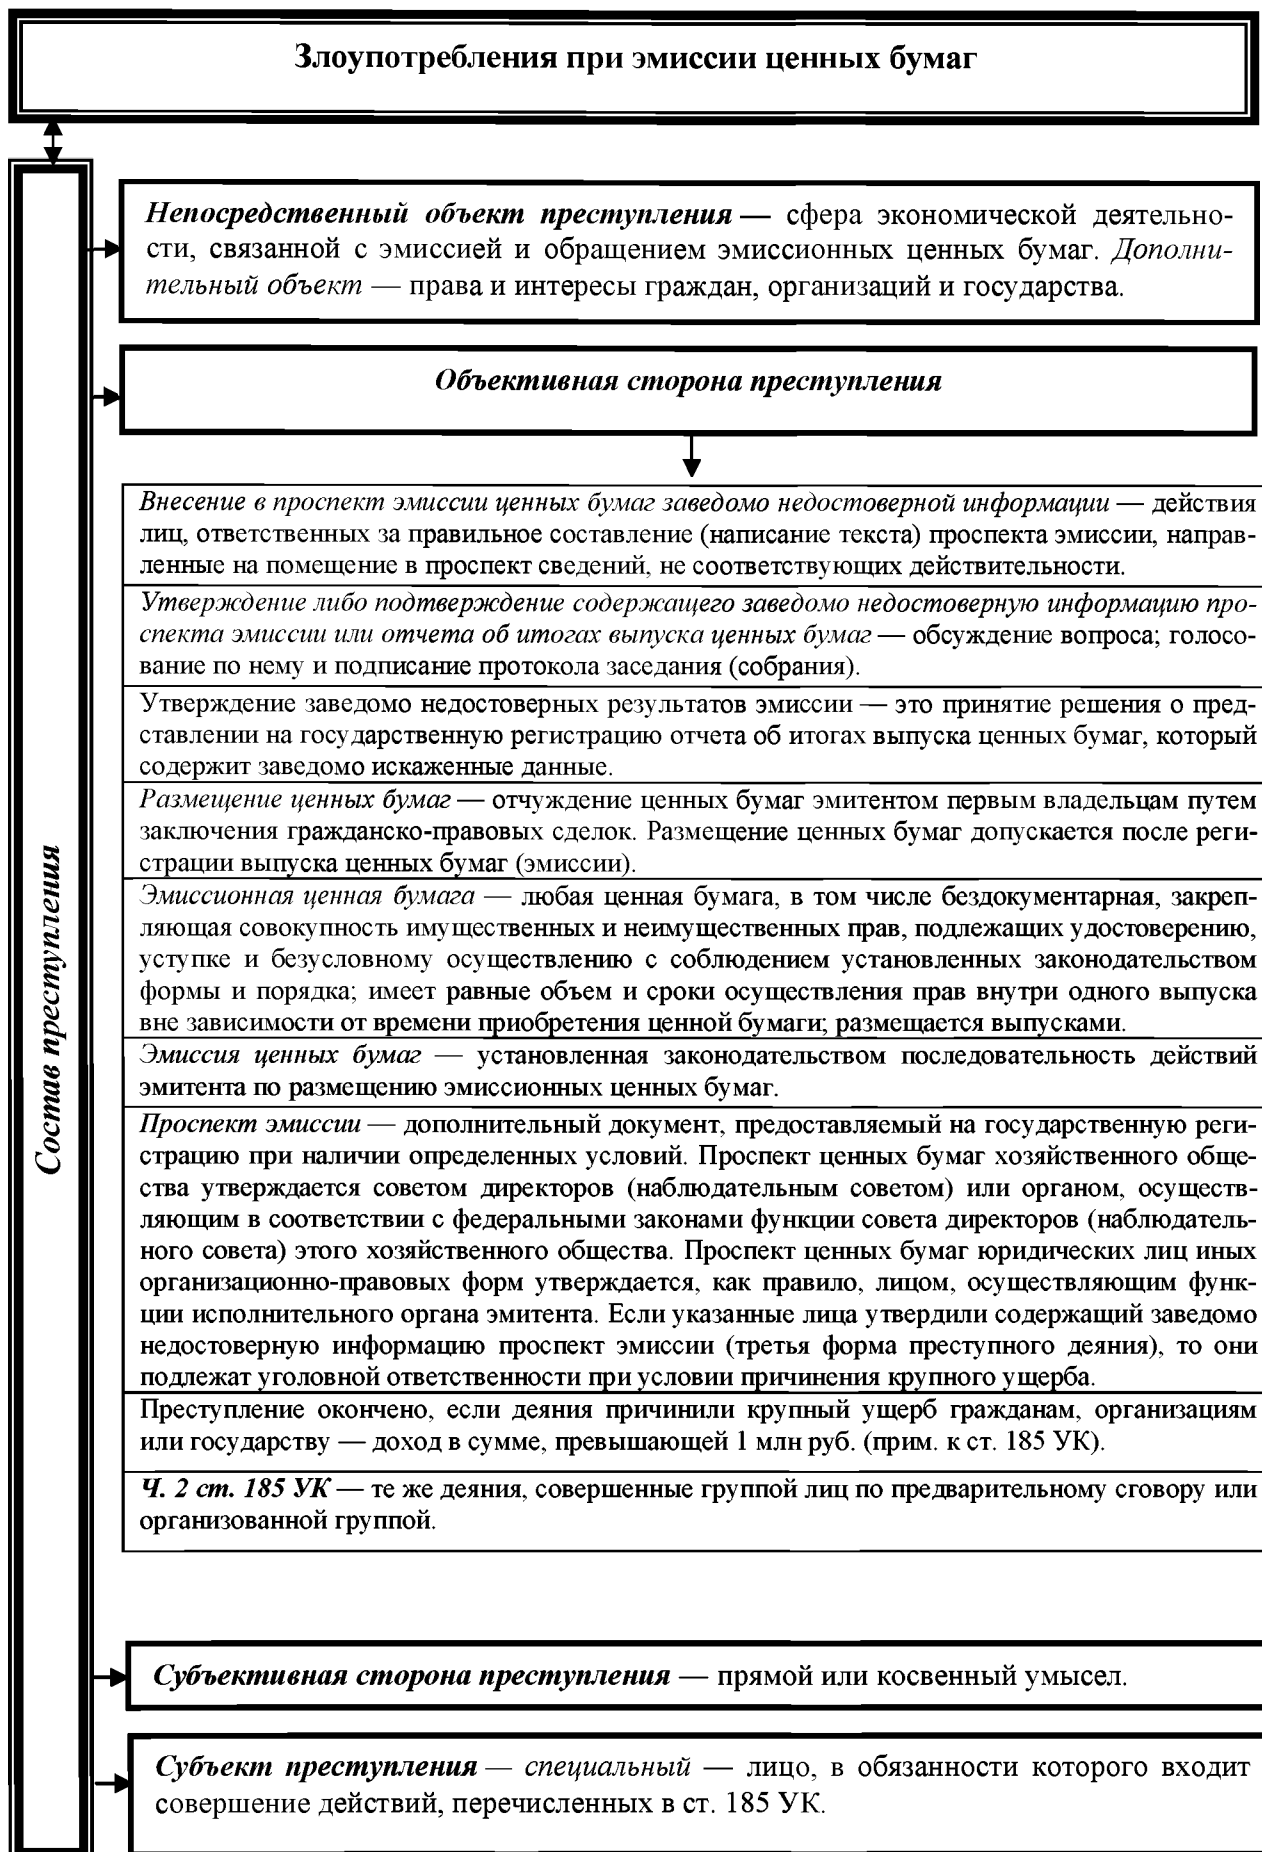 Злоупотребления при эмиссии ценных бумаг
Состав преступления
Непосредственный объект преступления — сфера экономической деятельно-
сти, связанной с эмиссией и обращением эмиссионных ценных бумаг. Дополни-
тельный объект — права и интересы граждан, организаций и государства.
Объективная сторона преступления
Внесение в проспект эмиссии ценных бумаг заведомо недостоверной информации — действия
лиц, ответственных за правильное составление (написание текста) проспекта эмиссии, направ-
ленные на помещение в проспект сведений, не соответствующих действительности.
Утверждение либо подтверждение содержащего заведомо недостоверную информацию про-
спекта эмиссии или отчета об итогах выпуска ценных бумаг — обсуждение вопроса; голосо-
вание по нему и подписание протокола заседания (собрания).
Утверждение заведомо недостоверных результатов эмиссии — это принятие решения о пред-
ставлении на государственную регистрацию отчета об итогах выпуска ценных бумаг, который
содержит заведомо искаженные данные.
Размещение ценных бумаг — отчуждение ценных бумаг эмитентом первым владельцам путем
заключения гражданско-правовых сделок. Размещение ценных бумаг допускается после реги-
страции выпуска ценных бумаг (эмиссии).
Эмиссионная ценная бумага — любая ценная бумага, в том числе бездокументарная, закреп-
ляющая совокупность имущественных и неимущественных прав, подлежащих удостоверению,
уступке и безусловному осуществлению с соблюдением установленных законодательством
формы и порядка; имеет равные объем и сроки осуществления прав внутри одного выпуска
вне зависимости от времени приобретения ценной бумаги; размещается выпусками.
Эмиссия ценных бумаг — установленная законодательством последовательность действий
эмитента по размещению эмиссионных ценных бумаг.
Проспект эмиссии — дополнительный документ, предоставляемый на государственную реги-
страцию при наличии определенных условий. Проспект ценных бумаг хозяйственного обще-
ства утверждается советом директоров (наблюдательным советом) или органом, осуществ-
ляющим в соответствии с федеральными законами функции совета директоров (наблюдатель-
ного совета) этого хозяйственного общества. Проспект ценных бумаг юридических лиц иных
организационно-правовых форм утверждается, как правило, лицом, осуществляющим функ-
ции исполнительного органа эмитента. Если указанные лица утвердили содержащий заведомо
недостоверную информацию проспект эмиссии (третья форма преступного деяния), то они
подлежат уголовной ответственности при условии причинения крупного ущерба.
Преступление окончено, если деяния причинили крупный ущерб гражданам, организациям
или государству — доход в сумме, превышающей 1 млн руб. (прим. к ст. 185 УК).
Ч. 2 ст. 185 УК — те же деяния, совершенные группой лиц по предварительному сговору или
организованной группой.
Субъективная сторона преступления — прямой или косвенный умысел.
Субъект преступления — специальный — лицо, в обязанности которого входит
совершение действий, перечисленных в ст. 185 УК.